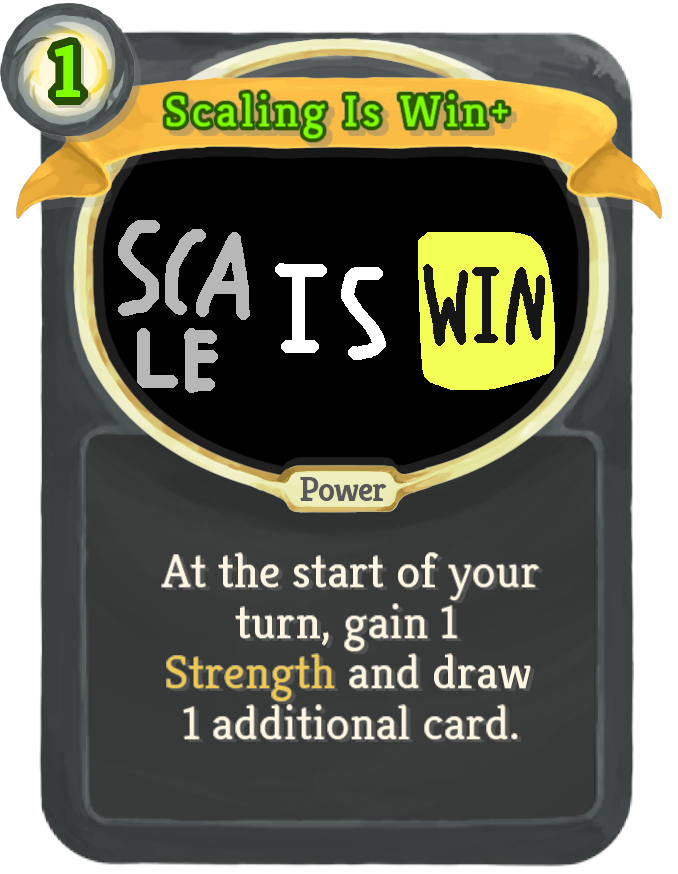 1
Scaling Is Win+
SCA IS WIN
LE
Power
At the start of your
turn, gain 1
Strength and draw
1 additional card.